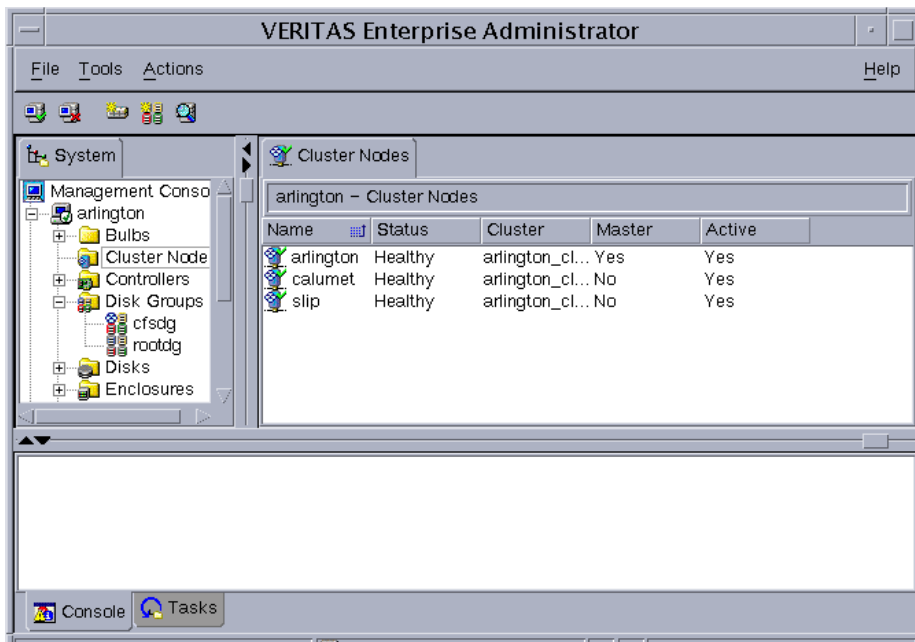 VERITAS Enterprise Administrator
File Tools Actions Help
System
Management Conso
arlington
Bulbs
Cluster Node
Controllers
Disk Groups
cfsdg
rootdg
Disks
Enclosures
Cluster Nodes
arlington - Cluster Nodes
Name Status Cluster Master Active
arlington Healthy arlington_cl... Yes Yes
calumet Healthy arlington_cl... No Yes
slip Healthy arlington_cl... No Yes
Console Tasks